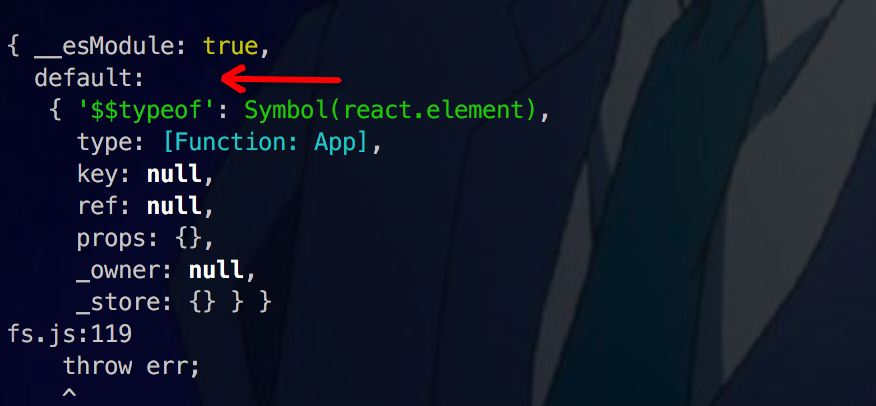 { __esModule: true,
default:
{ '$$typeof': Symbol(react.element),
type: [Function: App],
key: null,
ref: null,
props: {},
_owner: null,
_store: {} } }
fs.js:119
throw err;
^